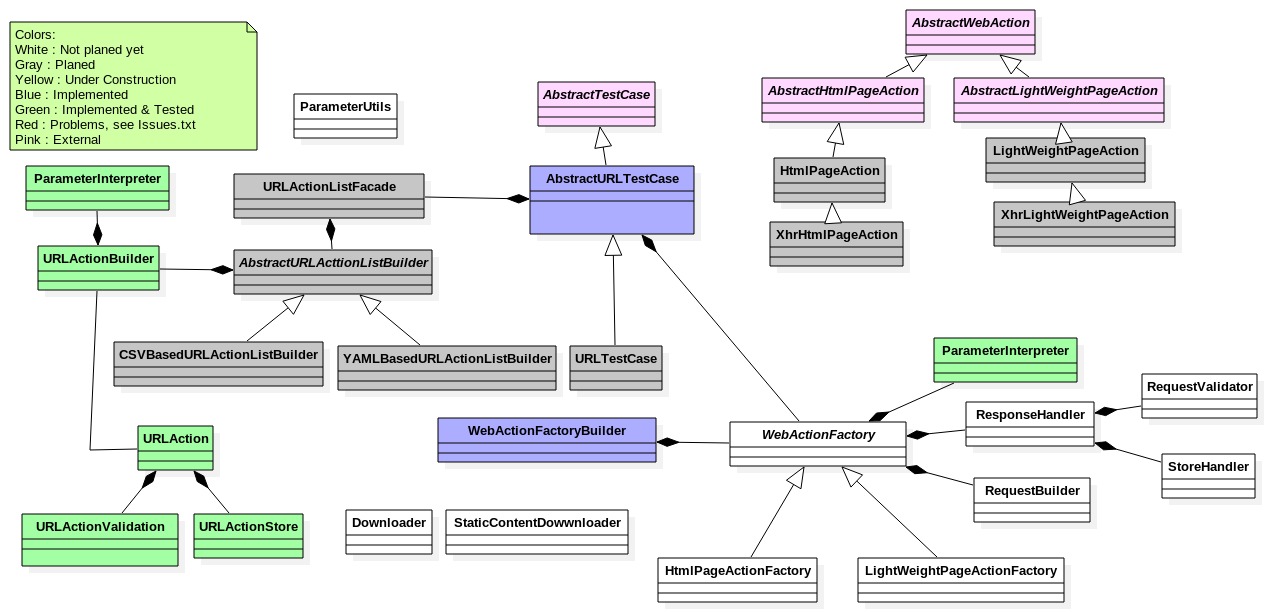 Colors:
White : Not planed yet
Gray : Planed
Yellow : Under Construction
Blue : Implemented
Green : Implemented & Tested
Red : Problems, see Issues.txt
Pink : External
AbstractWebAction
AbstractHtmlPageAction
AbstractLightWeightPageAction
AbstractTestCase
ParameterUtils
LightWeightPageAction
HtmlPageAction
XhrLightWeightPageAction
XhrHtmlPageAction
ParameterInterpreter
URLActionListFacade
AbstractURLTestCase
URLActionBuilder
AbstractURLActtionListBuilder
CSVBasedURLActionListBuilder
YAMLBasedURLActionListBuilder
URLTestCase
ParameterInterpreter
RequestValidator
ResponseHandler
WebActionFactoryBuilder
WebActionFactory
URLAction
StoreHandler
RequestBuilder
URLActionValidation
URLActionStore
Downloader
StaticContentDowwnloader
HtmlPageActionFactory
LightWeightPageActionFactory